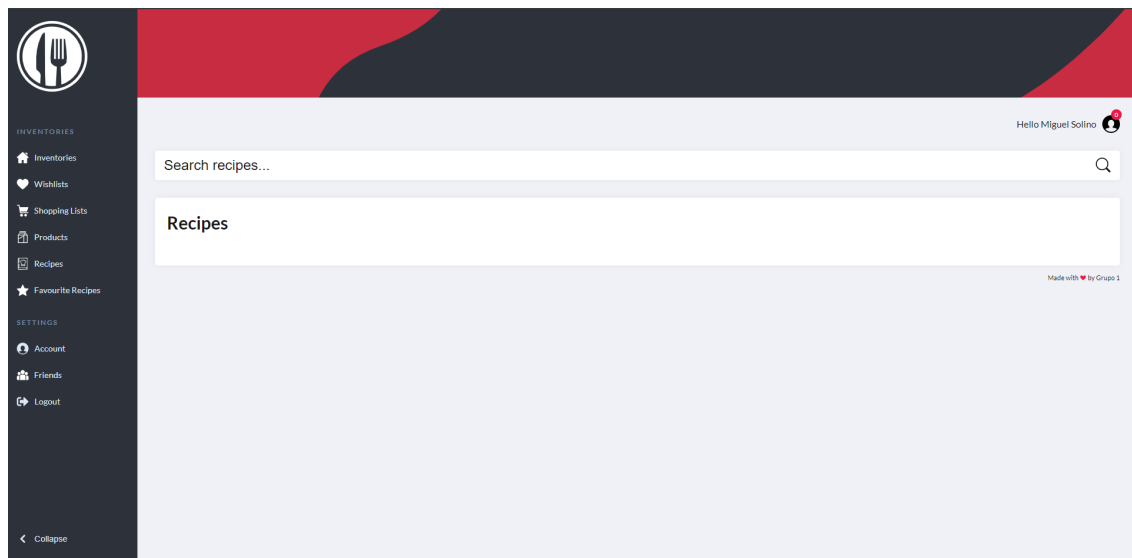 INVENTORIES
Inventories
Wishlists
Shopping Lists
Products
Recipes
Favourite Recipes
SETTINGS
Account
Friends
Logout
Collapse
Hello Miguel Solino
0
Search recipes...
Recipes
Made with ❤ by Grupo 1